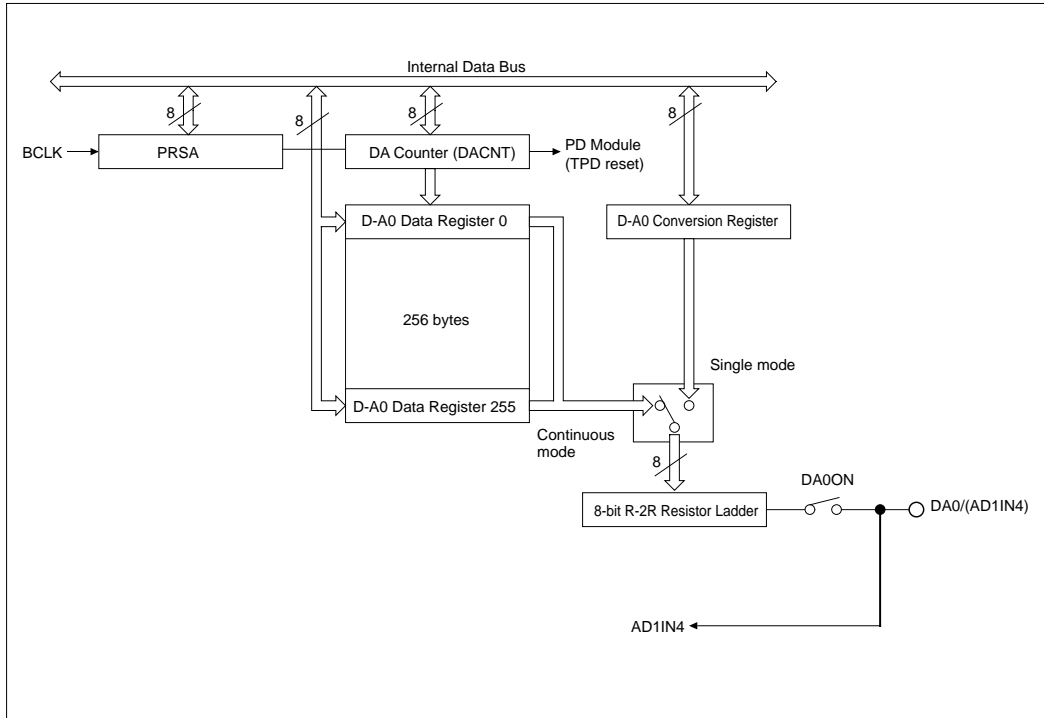 Internal Data Bus
8
8
8
8
BCLK
PRSA
DA Counter (DACNT)
PD Module
(TPD reset)
D-A0 Data Register 0
D-A0 Conversion Register
256 bytes
Single mode
D-A0 Data Register 255
Continuous
mode
8
DA0ON
8-bit R-2R Resistor Ladder
DA0/(AD1IN4)
AD1IN4